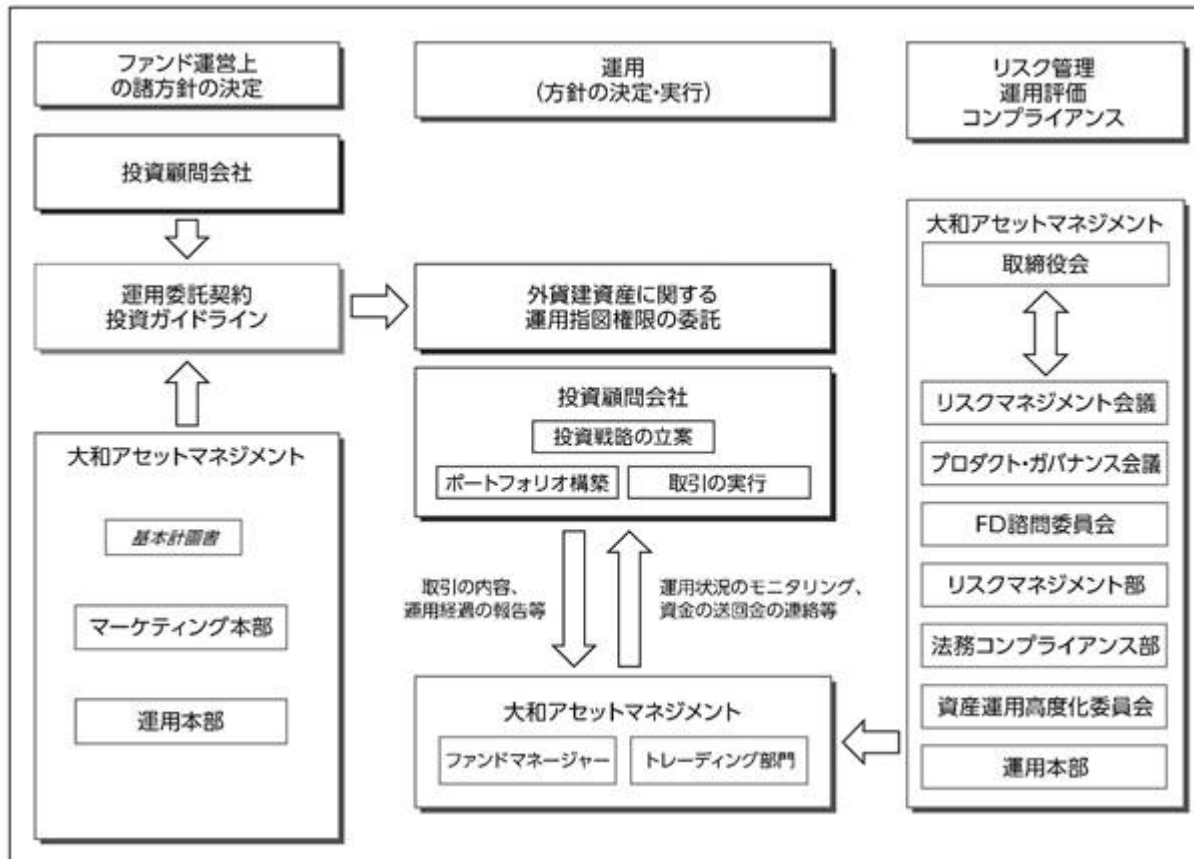 ファンド運営上
の諸方針の決定
投資顧問会社
運用委託契約
投資ガイドライン
大和アセットマネジメント
基本計画書
マーケティング本部
運用本部
運用
(方針の決定・実行)
外貨建資産に関する
運用指図権限の委託
投資顧問会社
投資戦略の立案
ポートフォリオ構築
取引の実行
取引の内容、
運用経過の報告等
運用状況のモニタリング、
資金の送回金の連絡等
大和アセットマネジメント
ファンドマネージャー
トレーディング部門
リスク管理
運用評価
コンプライアンス
大和アセットマネジメント
取締役会
リスクマネジメント会議
プロダクト・ガバナンス会議
FD諮問委員会
リスクマネジメント部
法務コンプライアンス部
資産運用高度化委員会
運用本部